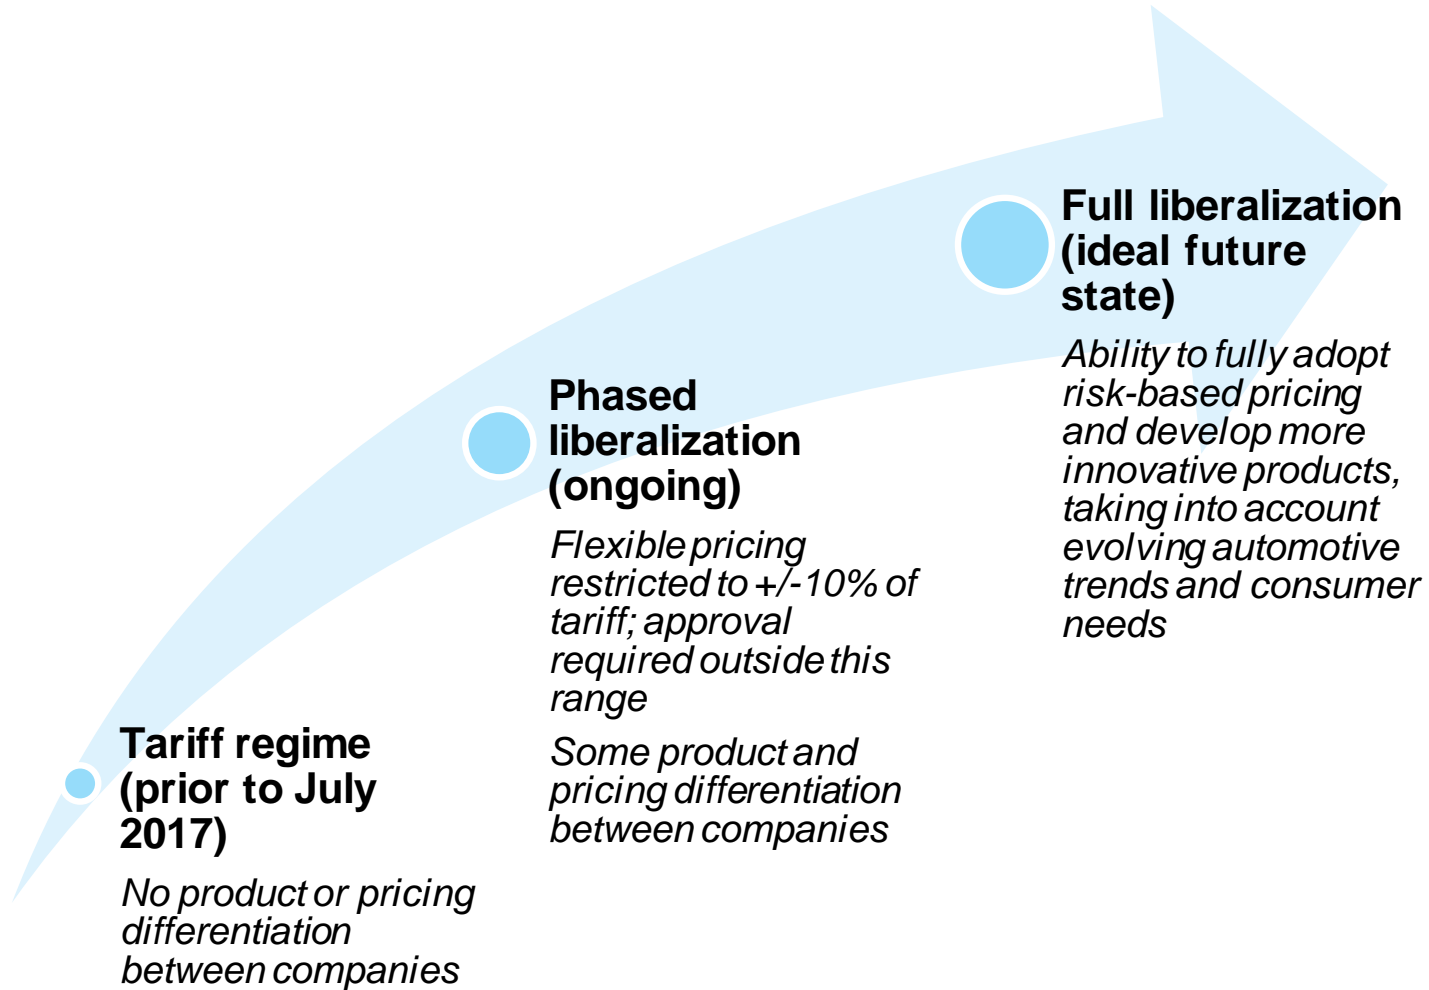 Tariff regime
(prior to July
2017)
No product or pricing
differentiation
between companies
Phased
liberalization
(ongoing)
Flexible pricing
restricted to +/-10% of
tariff; approval
required outside this
range
Some product and
pricing differentiation
between companies
Full liberalization
(ideal future
state)
Ability to fully adopt
risk-based pricing
and develop more
innovative products,
taking into account
evolving automotive
trends and consumer
needs